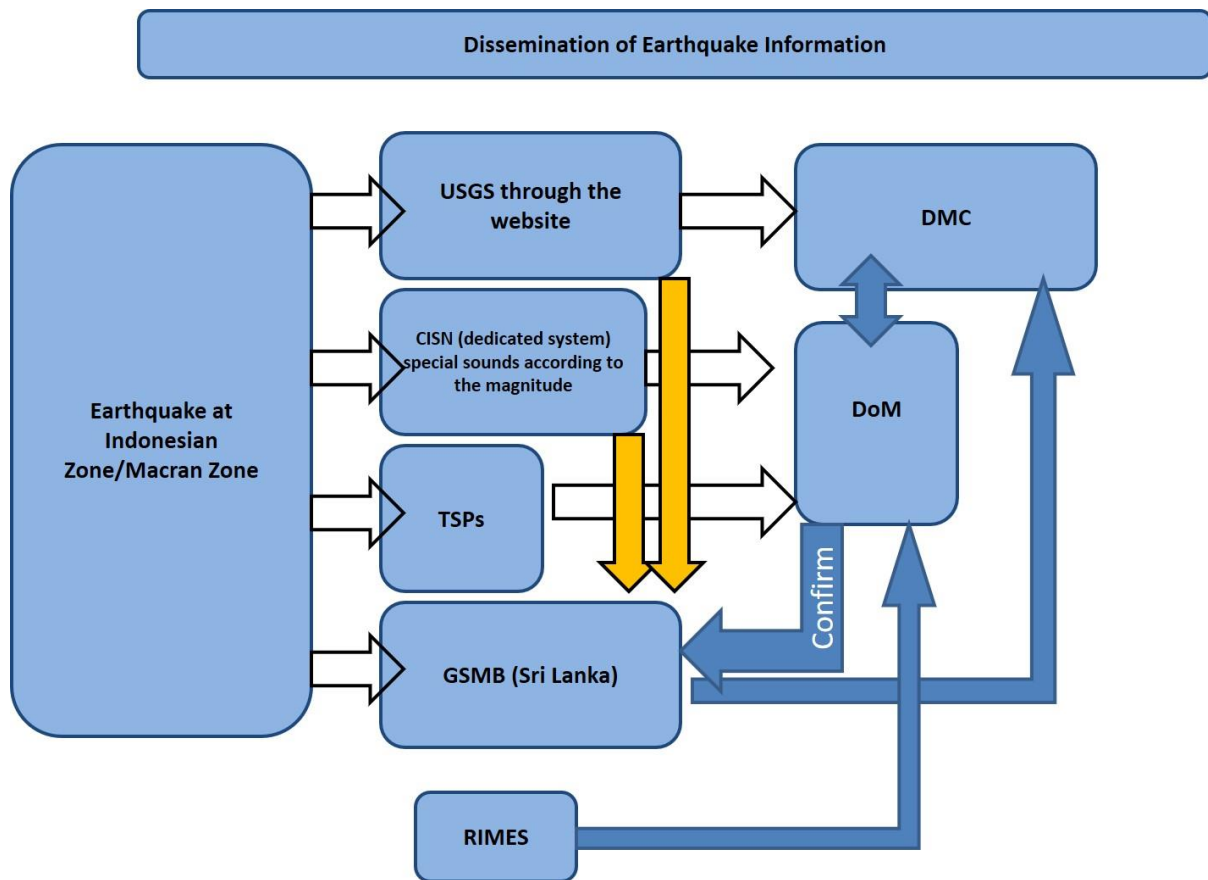 Dissemination of Earthquake Information
Earthquake at
Indonesian
Zone/Macran Zone
USGS through the
website
CISN (dedicated system)
special sounds according to
the magnitude
TSPs
GSMB (Sri Lanka)
RIMES
DMC
DoM
Confirm